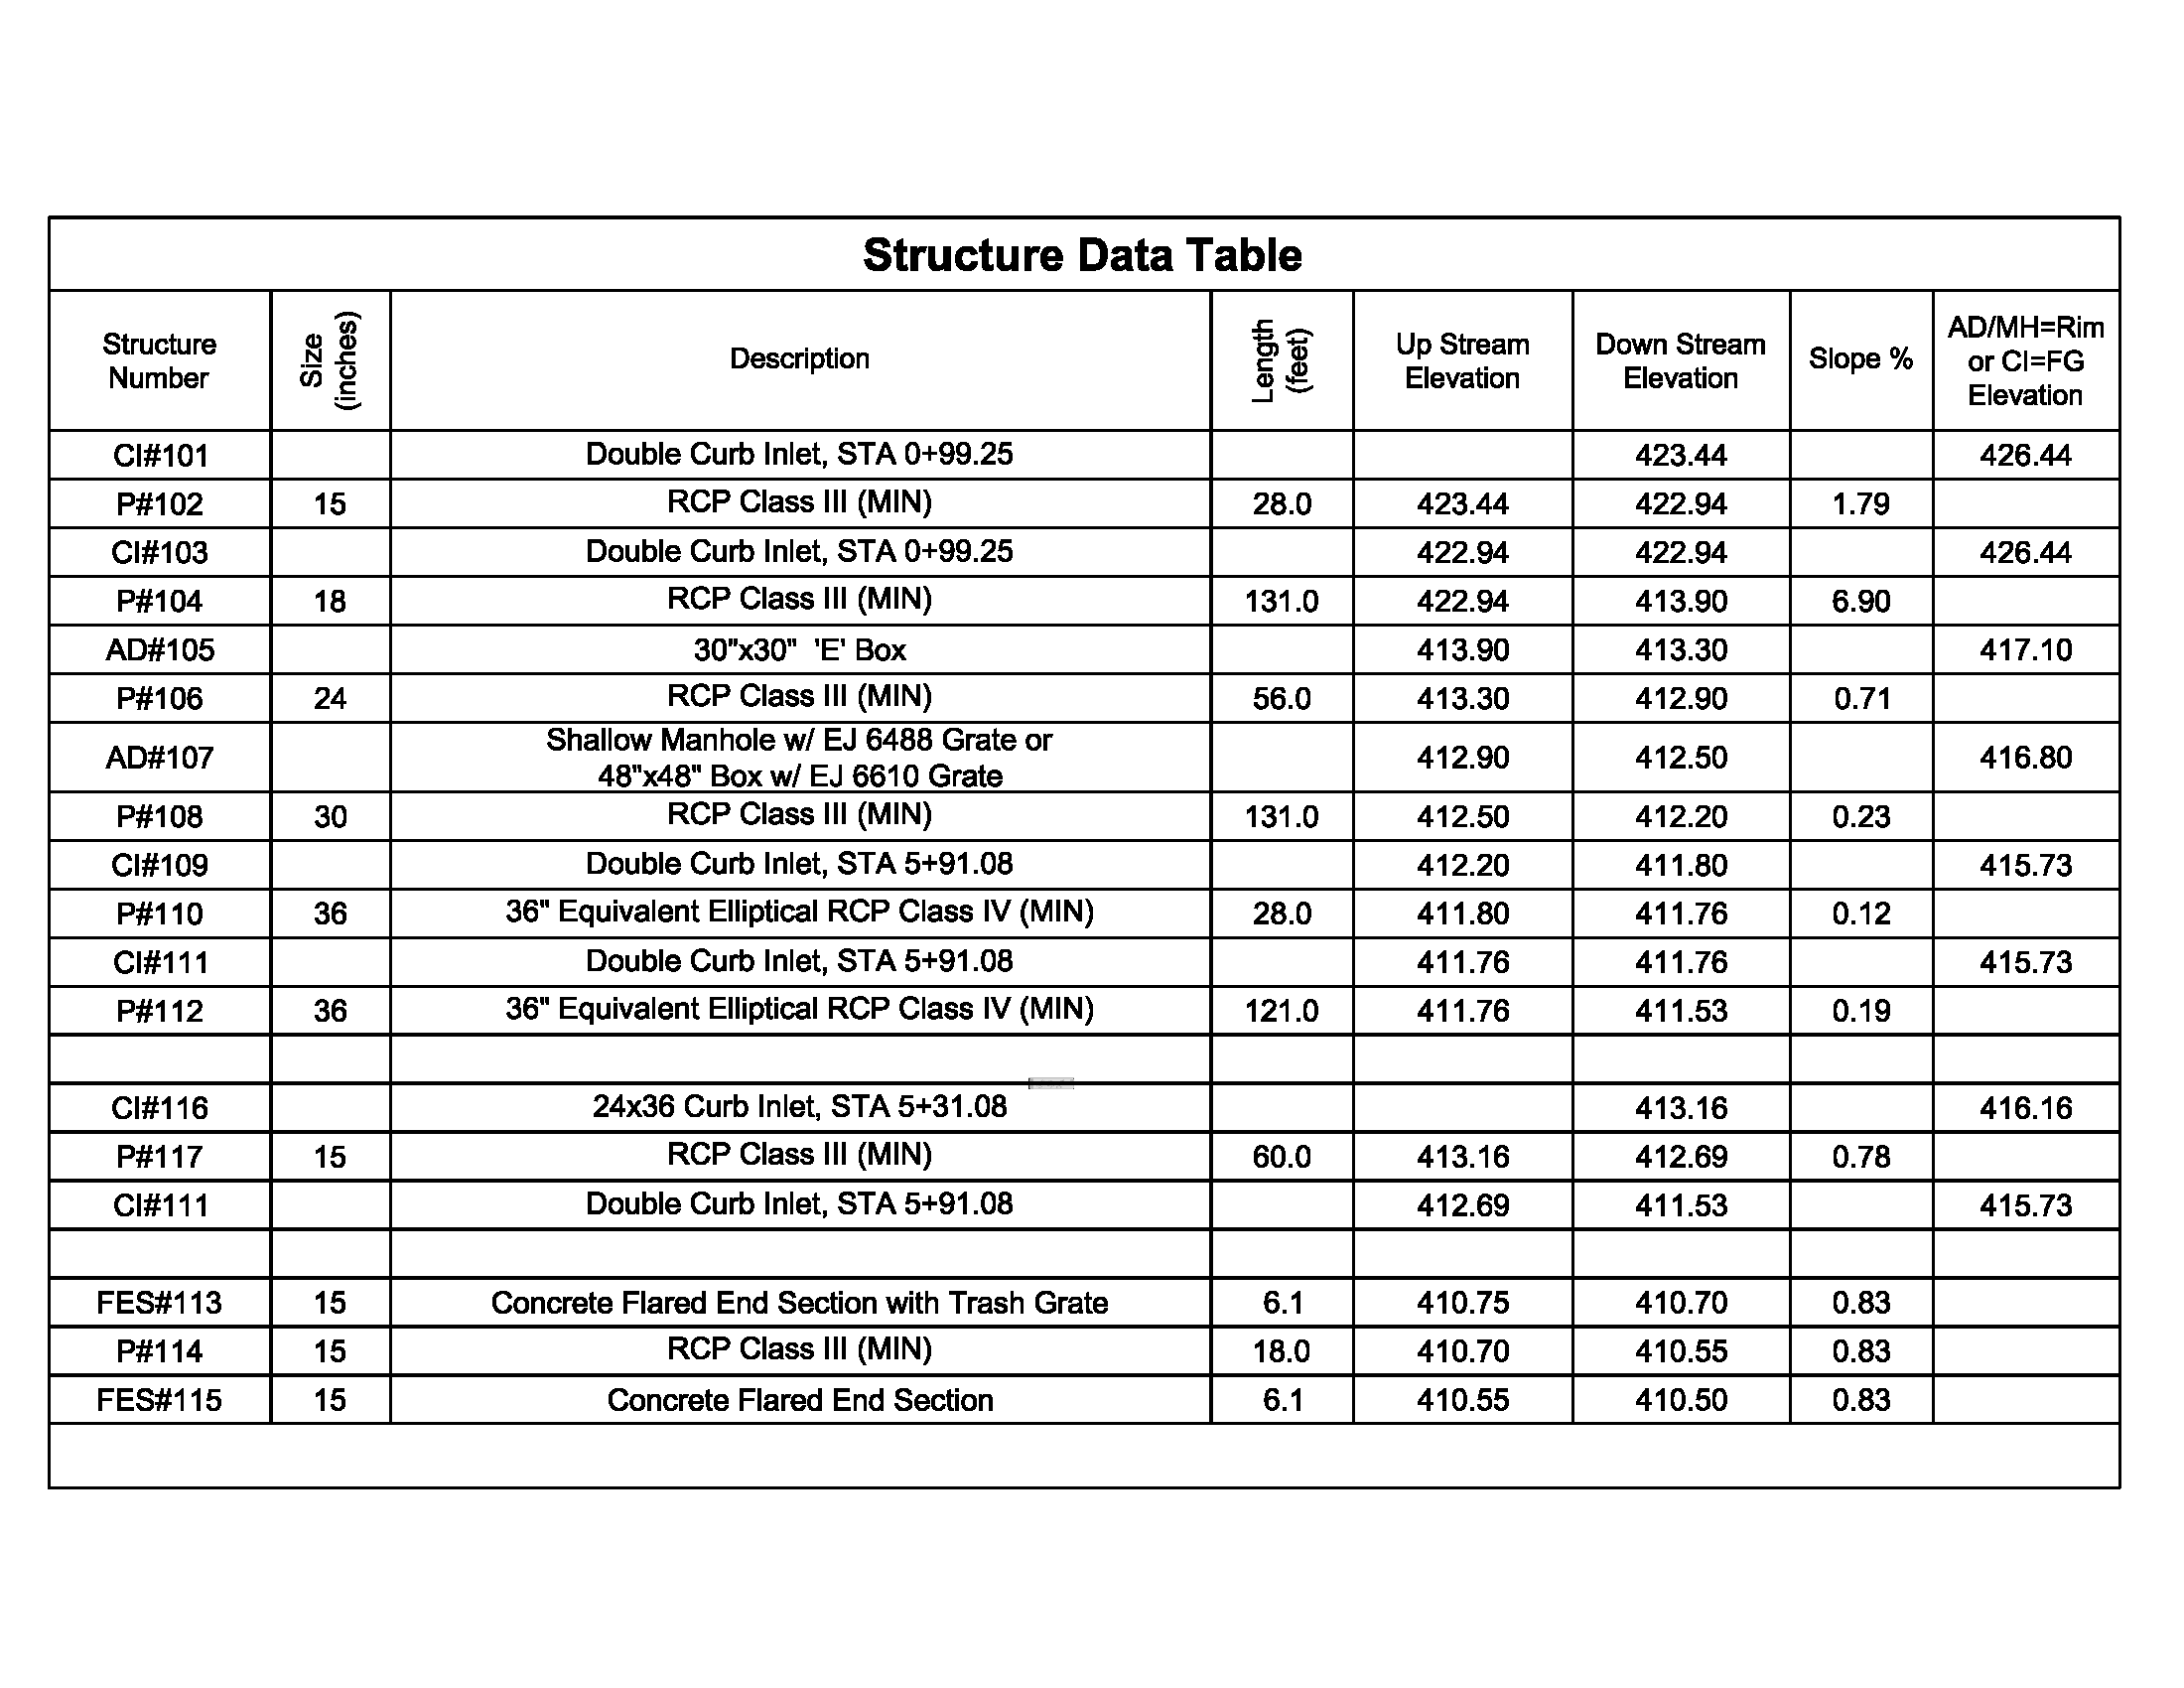 Structure Data Table
Structure Number Size (inches) Description Length (feet) Up Stream Elevation Down Stream Elevation Slope % AD/MH=Rim or CI=FG Elevation
CI#101 Double Curb Inlet, STA 0+99.25 423.44 426.44
P#102 15 RCP Class III (MIN) 28.0 423.44 422.94 1.79
CI#103 Double Curb Inlet, STA 0+99.25 422.94 422.94 426.44
P#104 18 RCP Class III (MIN) 131.0 422.94 413.90 6.90
AD#105 30"x30" 'E' Box 413.90 413.30 417.10
P#106 24 RCP Class III (MIN) 56.0 413.30 412.90 0.71
AD#107 Shallow Manhole w/ EJ 6488 Grate or 48"x48" Box w/ EJ 6610 Grate 412.90 412.50 416.80
P#108 30 RCP Class III (MIN) 131.0 412.50 412.20 0.23
CI#109 Double Curb Inlet, STA 5+91.08 412.20 411.80 415.73
P#110 36 36" Equivalent Elliptical RCP Class IV (MIN) 28.0 411.80 411.76 0.12
CI#111 Double Curb Inlet, STA 5+91.08 411.76 411.76 415.73
P#112 36 36" Equivalent Elliptical RCP Class IV (MIN) 121.0 411.76 411.53 0.19
CI#116 24x36 Curb Inlet, STA 5+31.08 413.16 416.16
P#117 15 RCP Class III (MIN) 60.0 413.16 412.69 0.78
CI#111 Double Curb Inlet, STA 5+91.08 412.69 411.53 415.73
FES#113 15 Concrete Flared End Section with Trash Grate 6.1 410.75 410.70 0.83
P#114 15 RCP Class III (MIN) 18.0 410.70 410.55 0.83
FES#115 15 Concrete Flared End Section 6.1 410.55 410.50 0.83